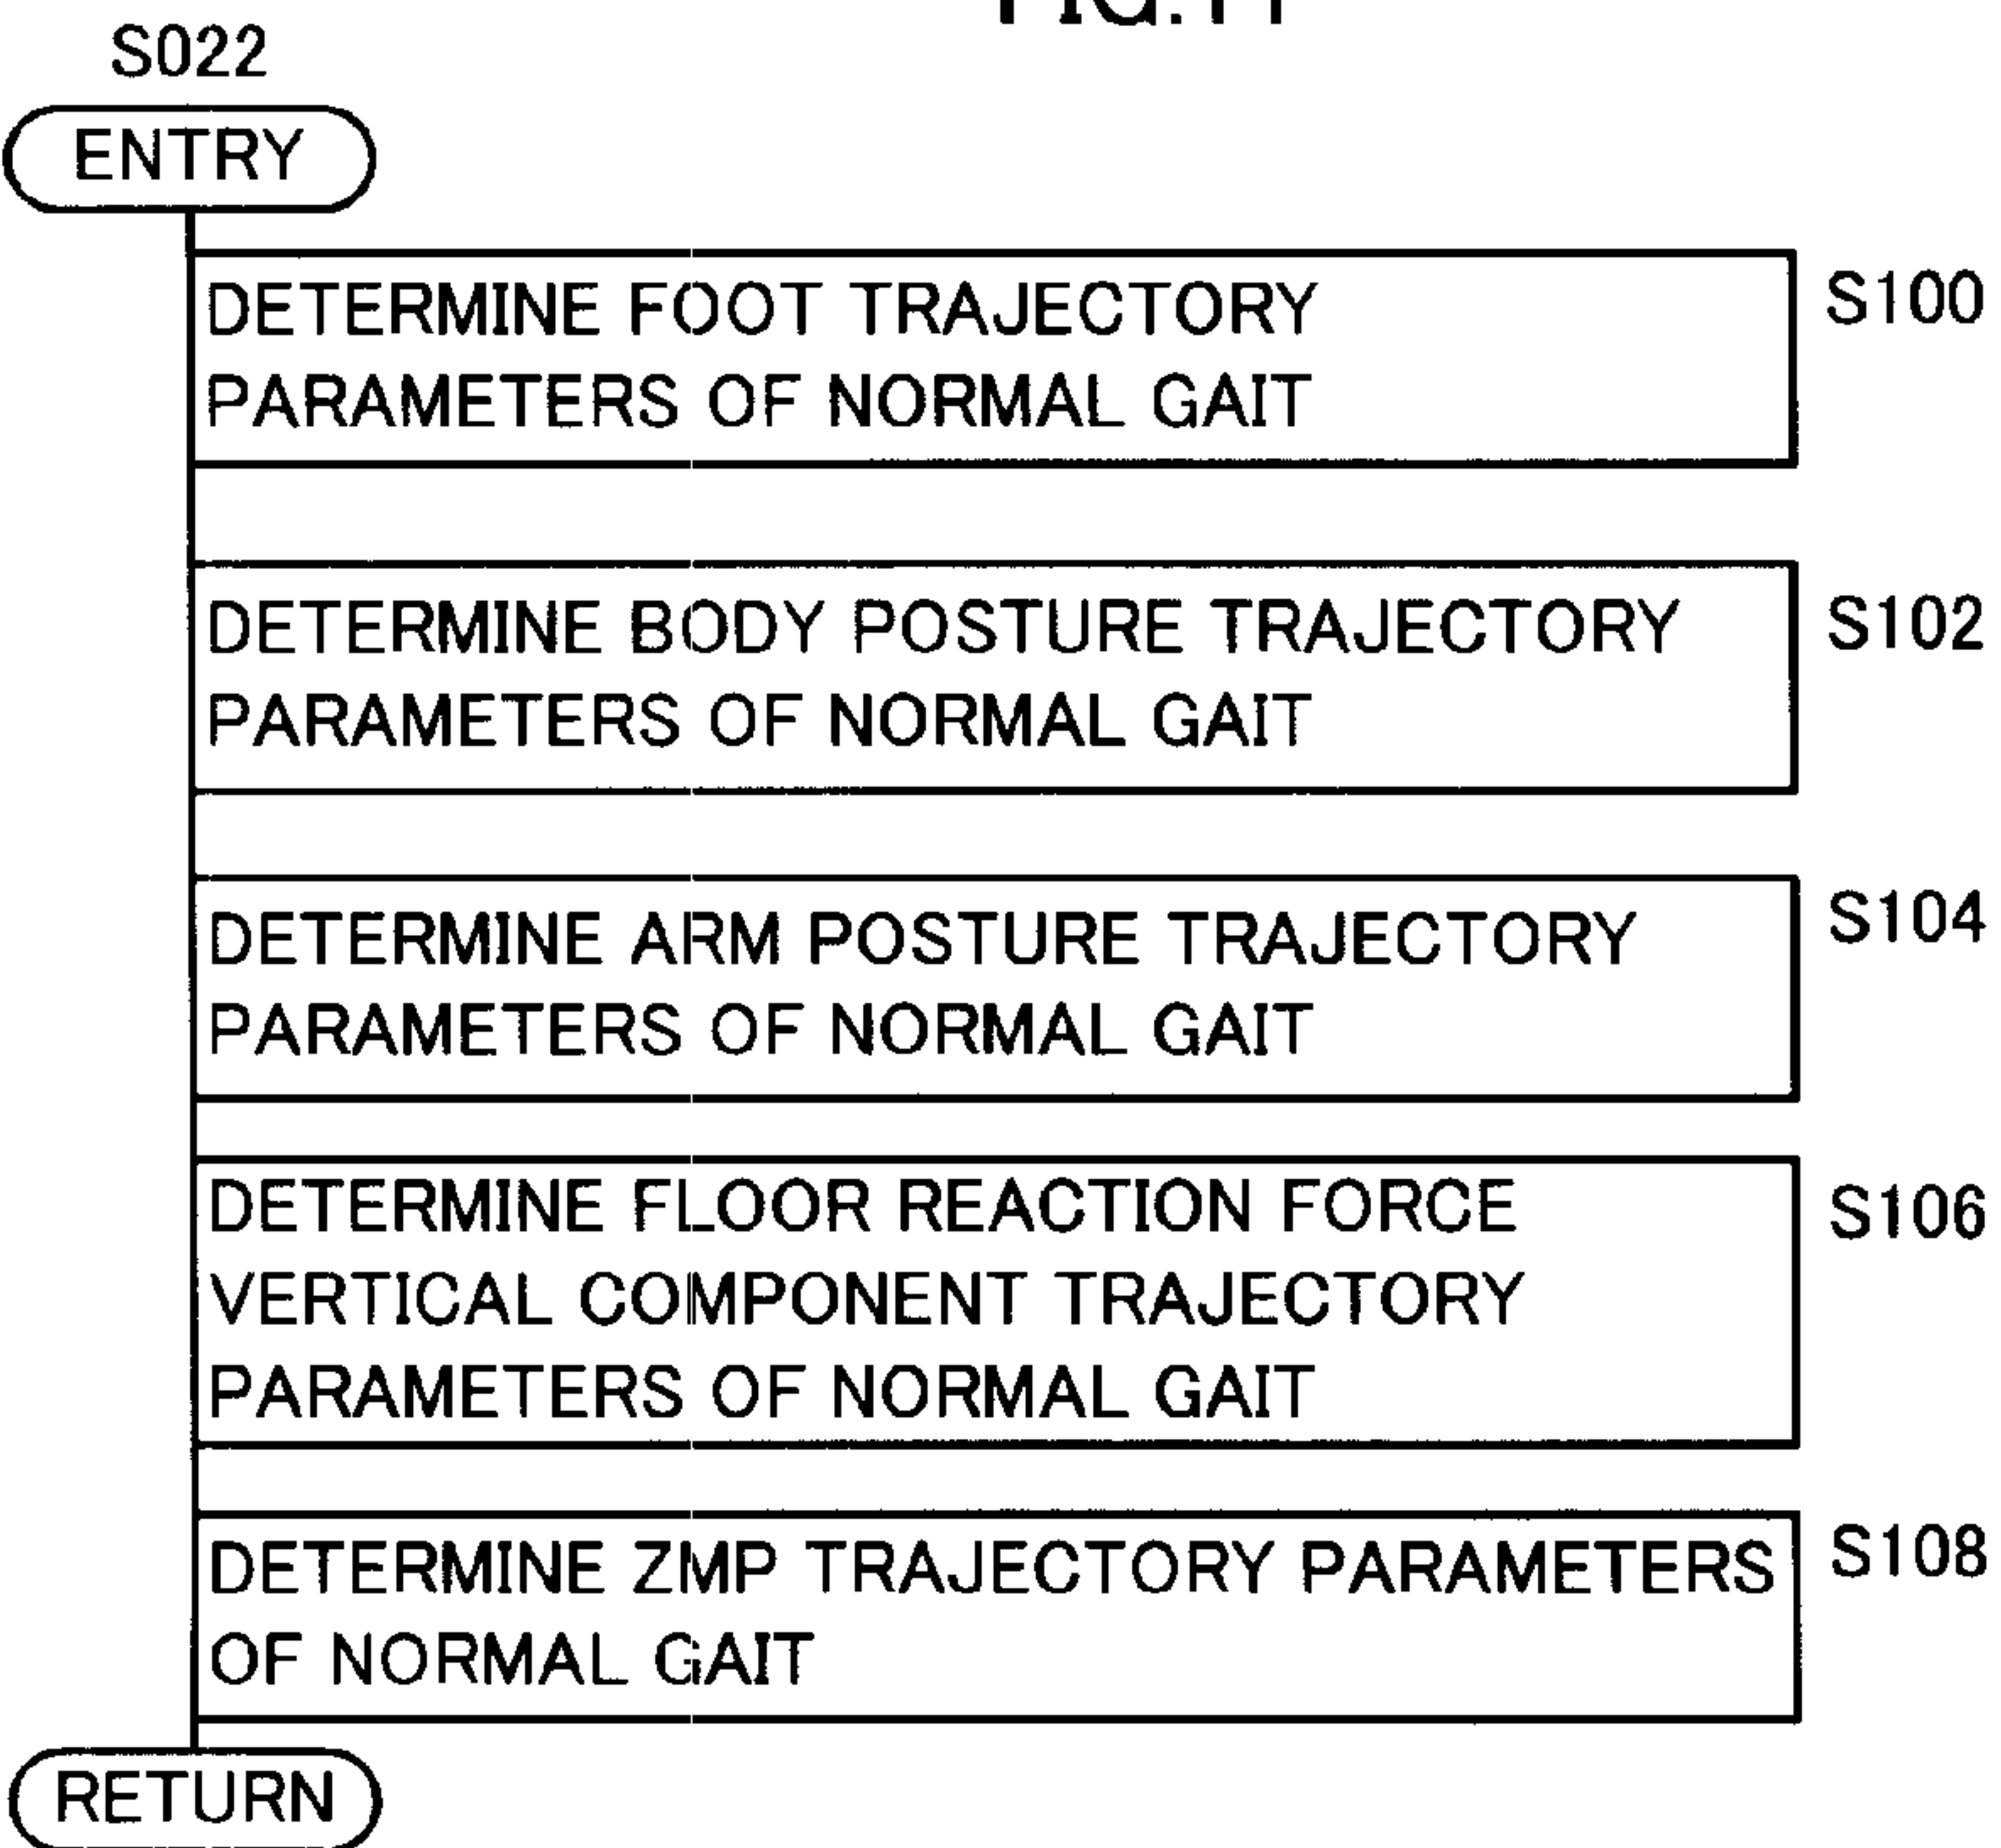 FIG.11
S022
ENTRY
DETERMINE FOOT TRAJECTORY
PARAMETERS OF NORMAL GAIT
S100
DETERMINE BODY POSTURE TRAJECTORY
PARAMETERS OF NORMAL GAIT
S102
DETERMINE ARM POSTURE TRAJECTORY
PARAMETERS OF NORMAL GAIT
S104
DETERMINE FLOOR REACTION FORCE
VERTICAL COMPONENT TRAJECTORY
PARAMETERS OF NORMAL GAIT
S106
DETERMINE ZMP TRAJECTORY PARAMETERS
OF NORMAL GAIT
S108
RETURN